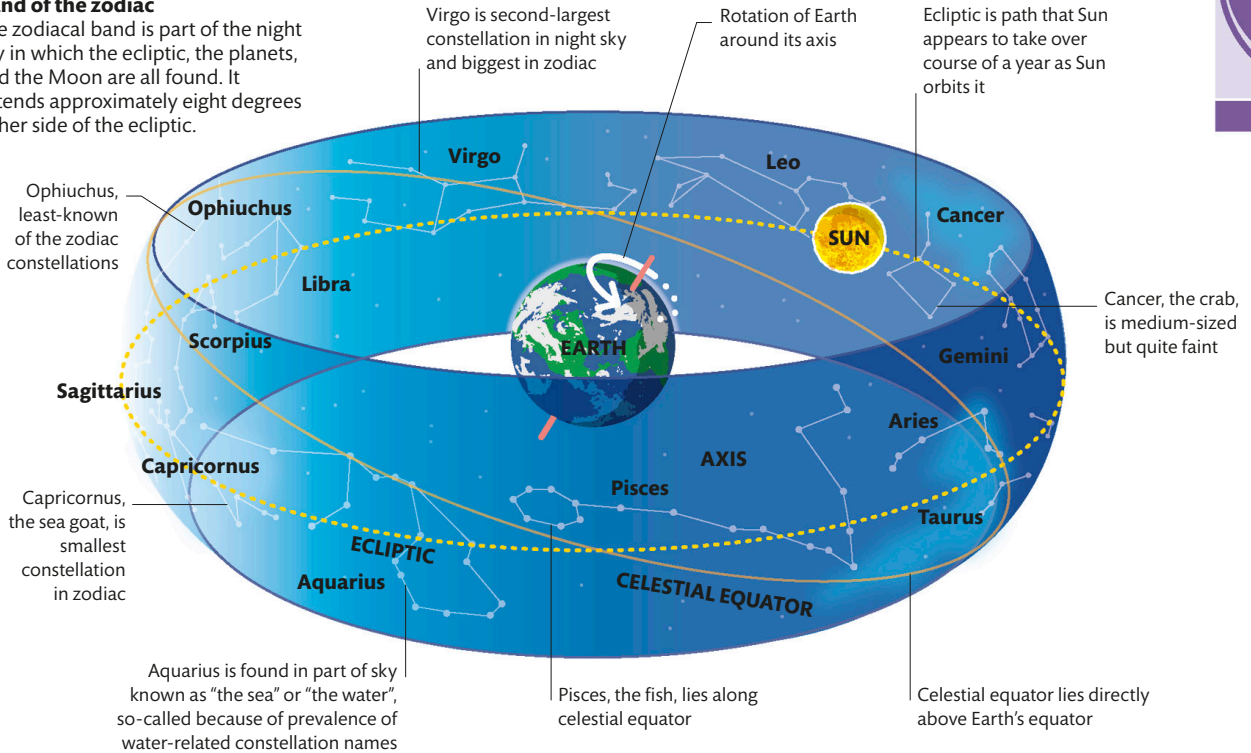 and of the zodiac
e zodiacal band is part of the night
y in which the ecliptic, the planets,
d the Moon are all found. It
tends approximately eight degrees
her side of the ecliptic.
Virgo is second-largest
constellation in night sky
and biggest in zodiac
Rotation of Earth
around its axis
Ecliptic is path that Sun
appears to take over
course of a year as Sun
orbits it
Ophiuchus,
least-known
of the zodiac
constellations
Virgo
Leo
Ophiuchus
Cancer
SUN
Libra
Cancer, the crab,
is medium-sized
but quite faint
Scorpius
EARTH
Gemini
Sagittarius
Aries
Capricornus
AXIS
Pisces
Taurus
Capricornus,
the sea goat, is
smallest
constellation
in zodiac
ECLIPTIC
Aquarius
CELESTIAL EQUATOR
Aquarius is found in part of sky
known as “the sea” or “the water”,
so-called because of prevalence of
water-related constellation names
Pisces, the fish, lies along
celestial equator
Celestial equator lies directly
above Earth’s equator